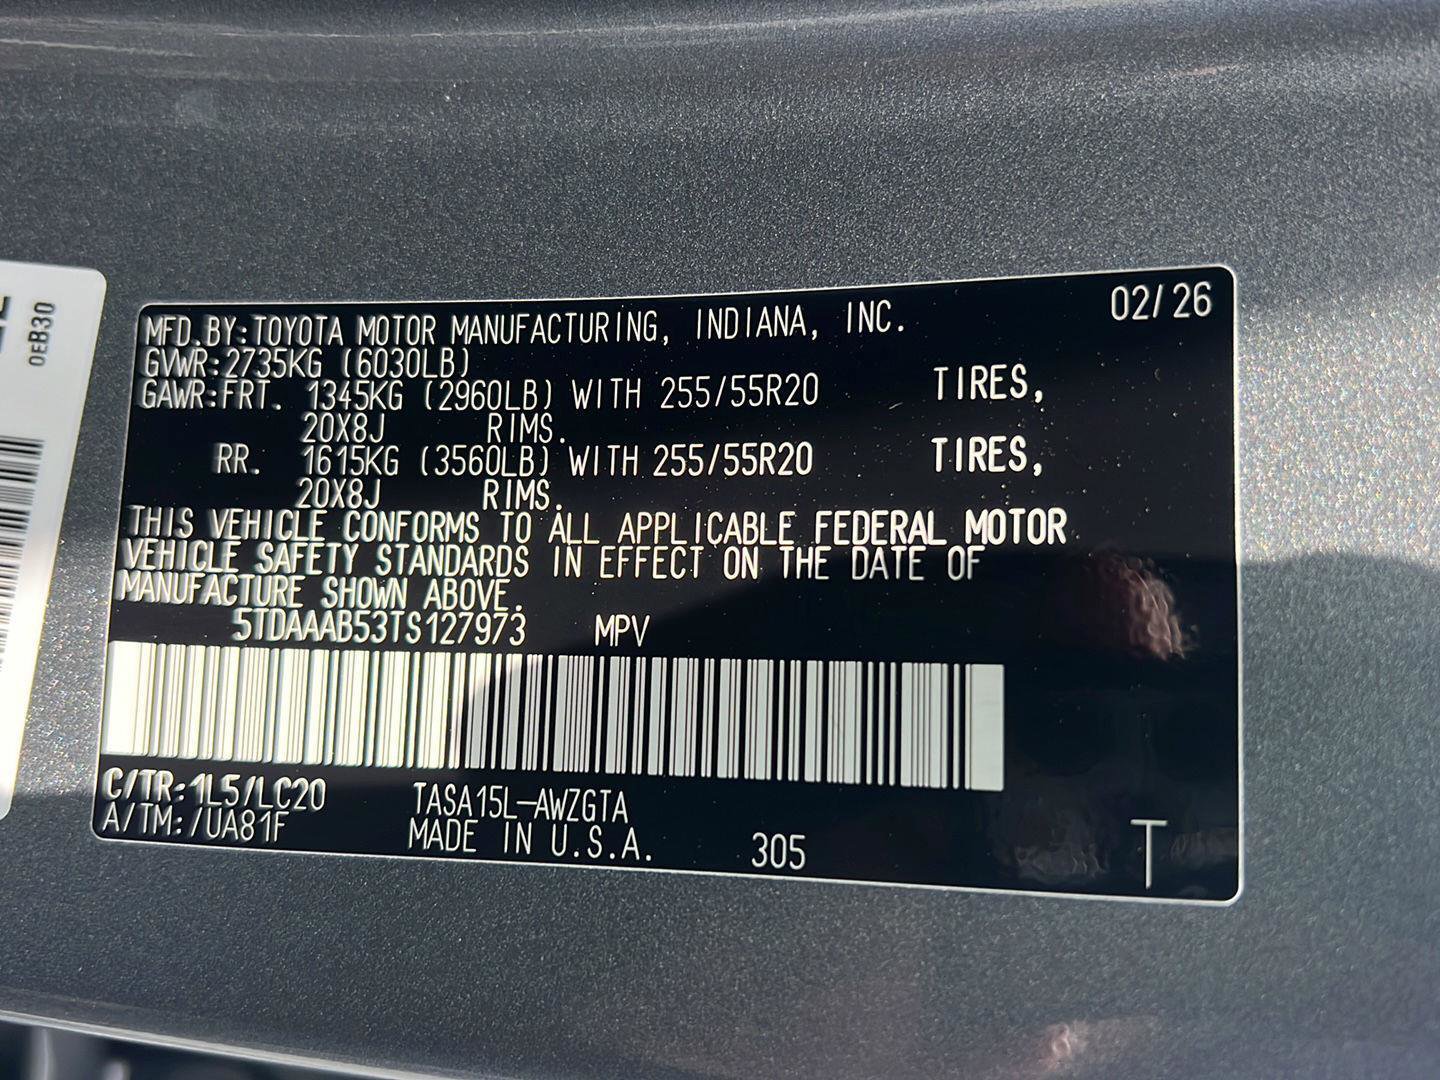 0EB30
02/26
MFD.BY:TOYOTA MOTOR MANUFACTURING, INDIANA, INC.
GVWR:2735KG (6030LB)
GAWR:FRT. 1345KG (2960LB) WITH 255/55R20 TIRES,
20X8J RIMS.
RR. 1615KG (3560LB) WITH 255/55R20 TIRES,
20X8J RIMS.
THIS VEHICLE CONFORMS TO ALL APPLICABLE FEDERAL MOTOR
VEHICLE SAFETY STANDARDS IN EFFECT ON THE DATE OF
MANUFACTURE SHOWN ABOVE.
5TDAAAB53TS127973 MPV
C/TR:1L5/LC20 TASA15L-AWZGTA
A/TM:/UA81F MADE IN U.S.A. 305 T